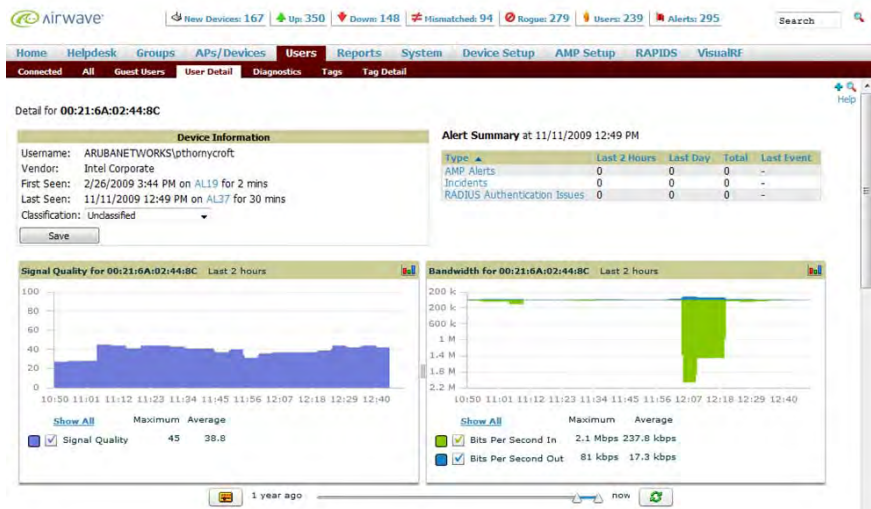 AirWave
New Devices: 167 Up: 350 Down: 148 Mismatched: 94 Rogue: 279 Users: 239 Alerts: 295 Search
Home Helpdesk Groups APs/Devices Users Reports System Device Setup AMP Setup RAPIDS VisualRF
Connected All Guest Users User Detail Diagnostics Tags Tag Detail
Help
Detail for 00:21:6A:02:44:8C
Device Information
Username: ARUBANETWORKS\pthornycroft
Vendor: Intel Corporate
First Seen: 2/26/2009 3:44 PM on AL19 for 2 mins
Last Seen: 11/11/2009 12:49 PM on AL37 for 30 mins
Classification: Unclassified
Save
Alert Summary at 11/11/2009 12:49 PM
Type Last 2 Hours Last Day Total Last Event
AMP Alerts 0 0 0 -
Incidents 0 0 0 -
RADIUS Authentication Issues 0 0 0 -
Signal Quality for 00:21:6A:02:44:8C Last 2 hours
100
80
60
40
20
0
10:50 11:01 11:12 11:23 11:34 11:45 11:56 12:07 12:18 12:29 12:40
Show All Maximum Average
Signal Quality 45 38.8
Bandwidth for 00:21:6A:02:44:8C Last 2 hours
200 k
200 k
600 k
1 M
1.4 M
1.8 M
2.2 M
10:50 11:01 11:12 11:23 11:34 11:45 11:56 12:07 12:18 12:29 12:40
Show All Maximum Average
Bits Per Second In 2.1 Mbps 237.8 kbps
Bits Per Second Out 81 kbps 17.3 kbps
1 year ago now